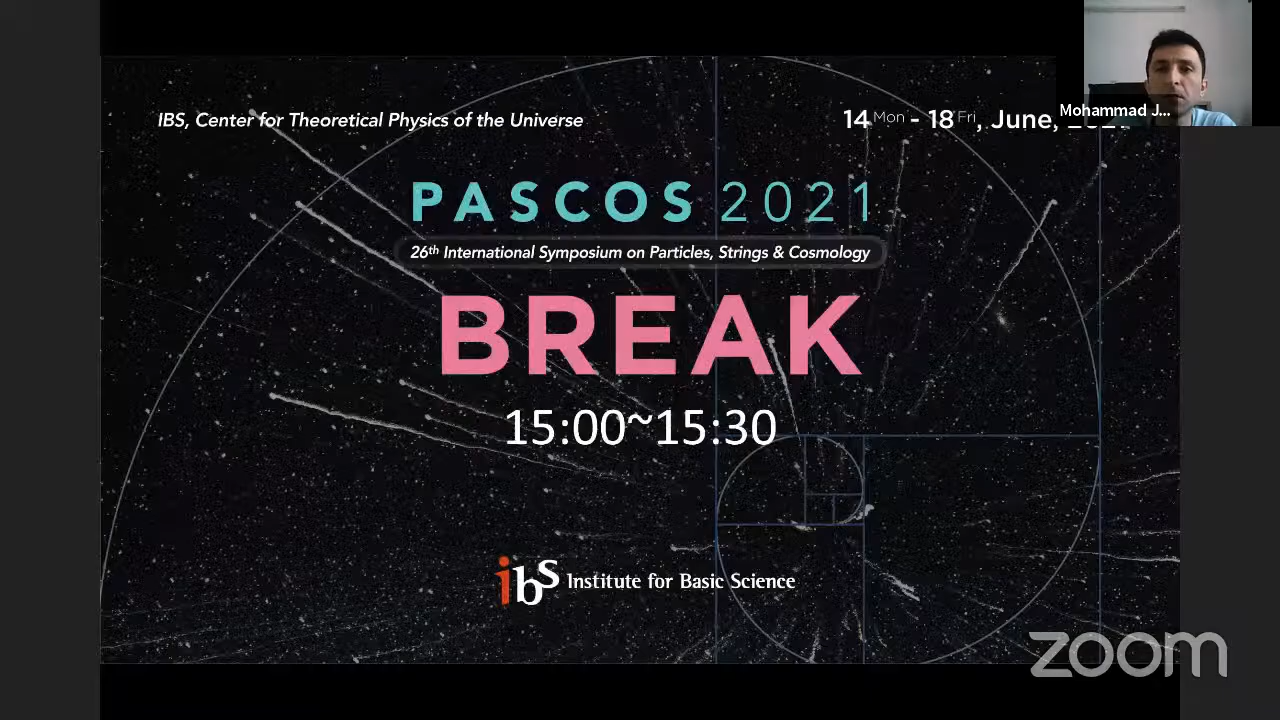 IBS, Center for Theoretical Physics of the Universe
14 Mon - 18 Fri, June, 2021
Mohammad J...
PASCOS 2021
26th International Symposium on Particles, Strings & Cosmology
BREAK
15:00~15:30
ibs Institute for Basic Science
zoom